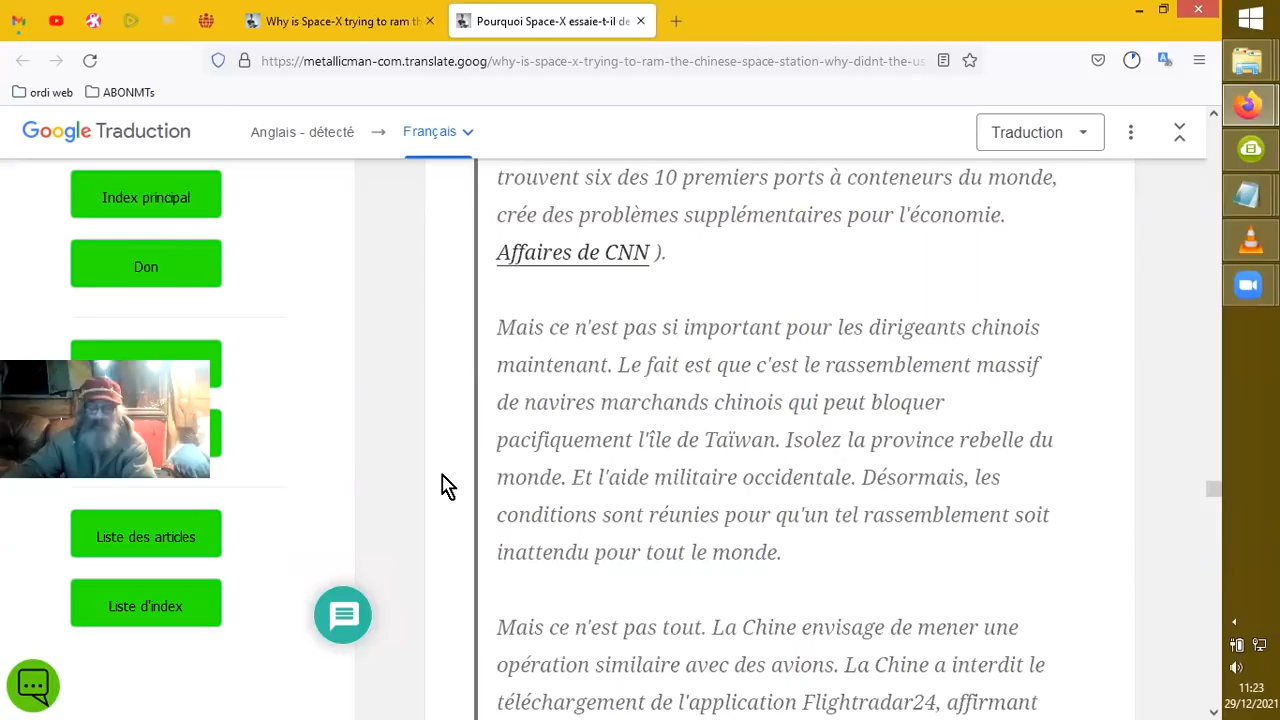 Why is Space-X trying to ram th
Pourquoi Space-X essaie-t-il de
https://metallicman-com.translate.goog/why-is-space-x-trying-to-ram-the-chinese-space-station-why-didnt-the-us
ordi web
ABONMTs
Google Traduction
Anglais - détecté
Français
Traduction
Index principal
Don
Liste des articles
Liste d'index
trouvent six des 10 premiers ports à conteneurs du monde,
crée des problèmes supplémentaires pour l'économie.
Affaires de CNN ).
Mais ce n'est pas si important pour les dirigeants chinois
maintenant. Le fait est que c'est le rassemblement massif
de navires marchands chinois qui peut bloquer
pacifiquement l'île de Taïwan. Isolez la province rebelle du
monde. Et l'aide militaire occidentale. Désormais, les
conditions sont réunies pour qu'un tel rassemblement soit
inattendu pour tout le monde.
Mais ce n'est pas tout. La Chine envisage de mener une
opération similaire avec des avions. La Chine a interdit le
téléchargement de l'application Flightradar24, affirmant
11:23
29/12/2021